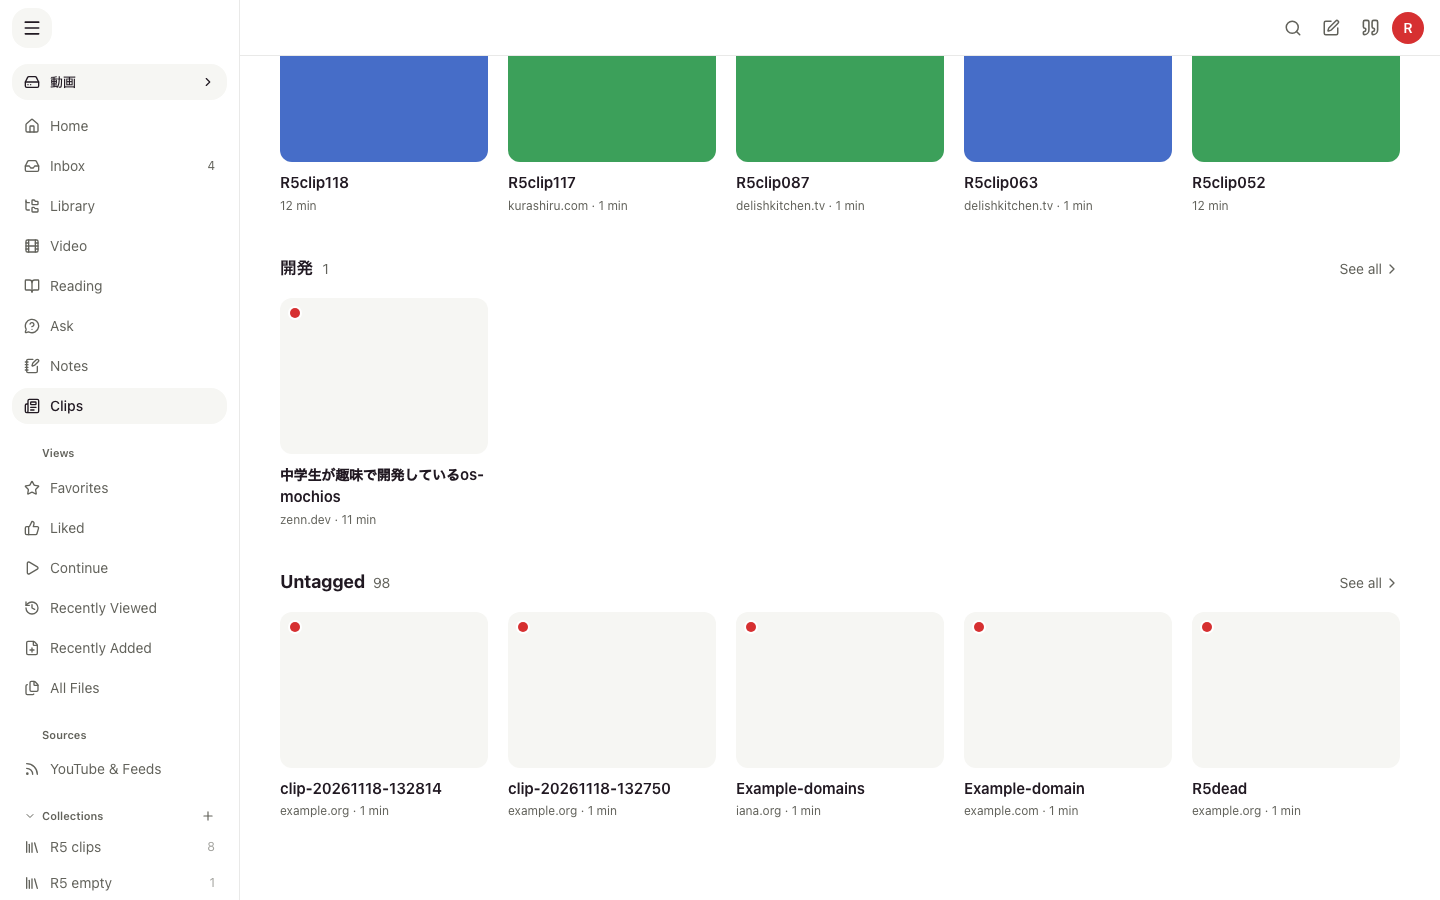 R
動画
Home
Inbox 4
Library
Video
Reading
Ask
Notes
Clips
Views
Favorites
Liked
Continue
Recently Viewed
Recently Added
All Files
Sources
YouTube & Feeds
Collections
R5 clips 8
R5 empty 1
R5clip118
12 min
R5clip117
kurashiru.com · 1 min
R5clip087
delishkitchen.tv · 1 min
R5clip063
delishkitchen.tv · 1 min
R5clip052
12 min
開発 1
See all
中学生が趣味で開発しているos-
mochios
zenn.dev · 11 min
Untagged 98
See all
clip-20261118-132814
example.org · 1 min
clip-20261118-132750
example.org · 1 min
Example-domains
iana.org · 1 min
Example-domain
example.com · 1 min
R5dead
example.org · 1 min